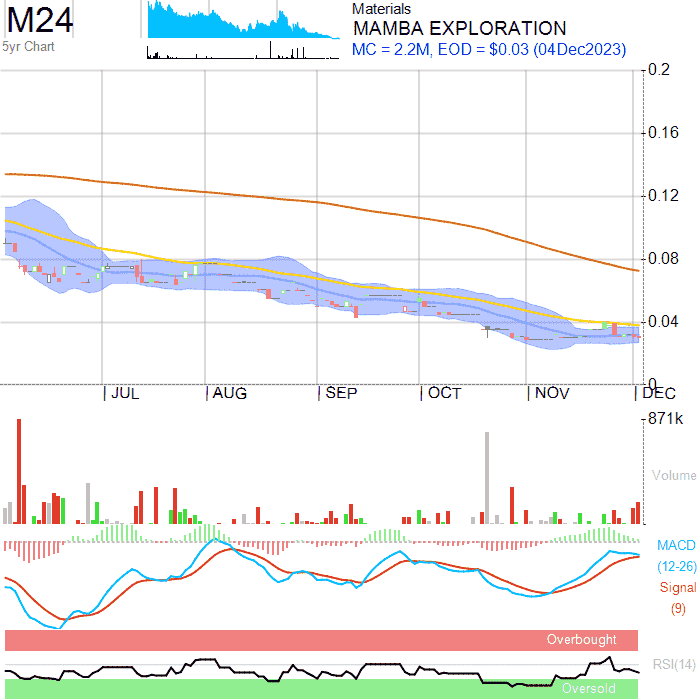 M24
5yr Chart
Materials
MAMBA EXPLORATION
MC = 2.2M, EOD = $0.03 (04Dec2023)
0.2
0.16
0.12
0.08
0.04
0
JUL AUG SEP OCT NOV DEC
871k
Volume
MACD
(12-26)
Signal
(9)
Overbought
RSI(14)
Oversold